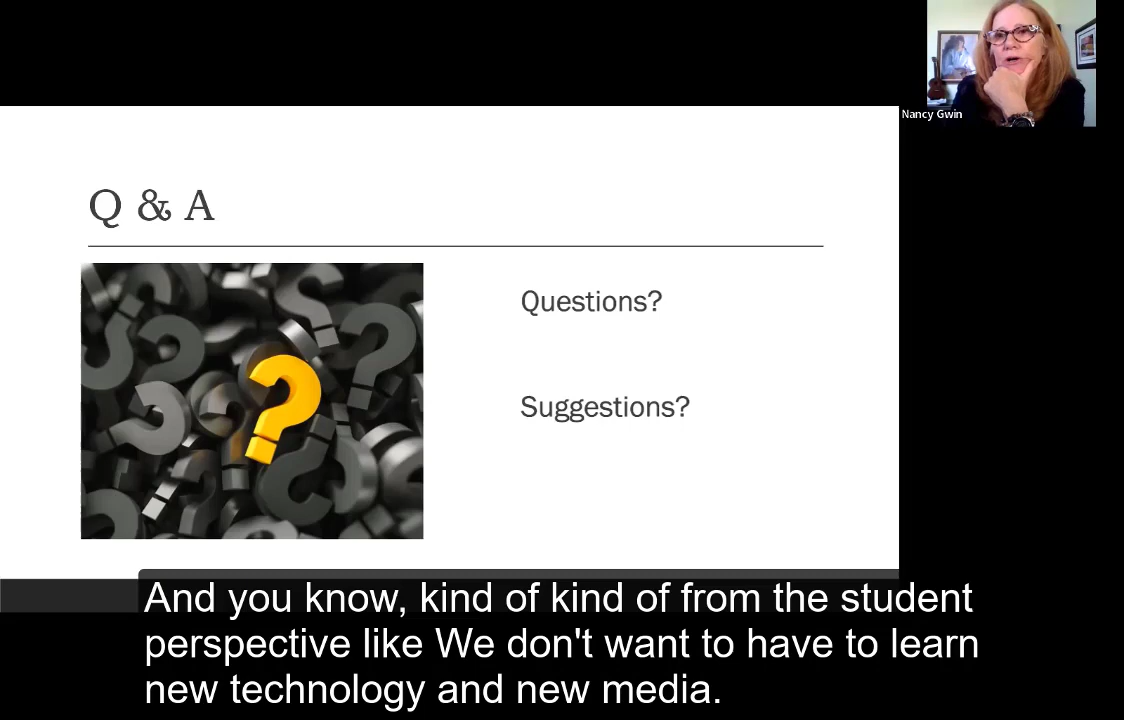 Nancy Gwin
Q & A
Questions?
Suggestions?
And you know, kind of kind of from the student
perspective like We don't want to have to learn
new technology and new media.